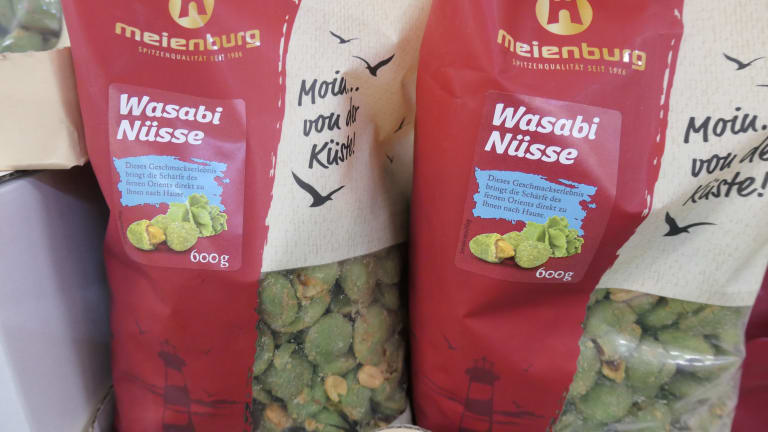 meienburg
SPITZENQUALITÄT SEIT 1986
Moin..
von der
Küste!
Wasabi
Nüsse
Dieses Geschmackserlebnis
bringt die Schärfe des
fernen Orients direkt zu
Ihnen nach Hause.
600g
meienburg
SPITZENQUALITÄT SEIT 1986
Moin.
von de
Küste!
Wasabi
Nüsse
Dieses Geschmackserlebnis
bringt die Schärfe des
fernen Orients direkt zu
Ihnen nach Hause.
600g